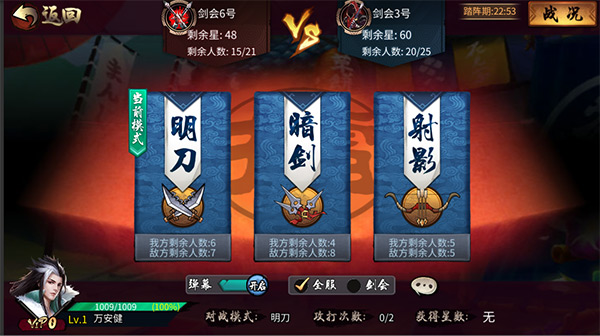 返回
剑会6号
剩余星: 48
剩余人数: 15/21
VS
剑会3号
剩余星: 60
剩余人数: 20/25
踏阵期:22:53
战况
当前模式
明刀
我方剩余人数:6
敌方剩余人数:7
暗剑
我方剩余人数:4
敌方剩余人数:8
射影
我方剩余人数:5
敌方剩余人数:5
弹幕
开启
全服
剑会
1009/1009 (100%)
VIP 0
Lv.1 万安健
对战模式: 明刀
攻打次数: 0/2
获得星数: 无